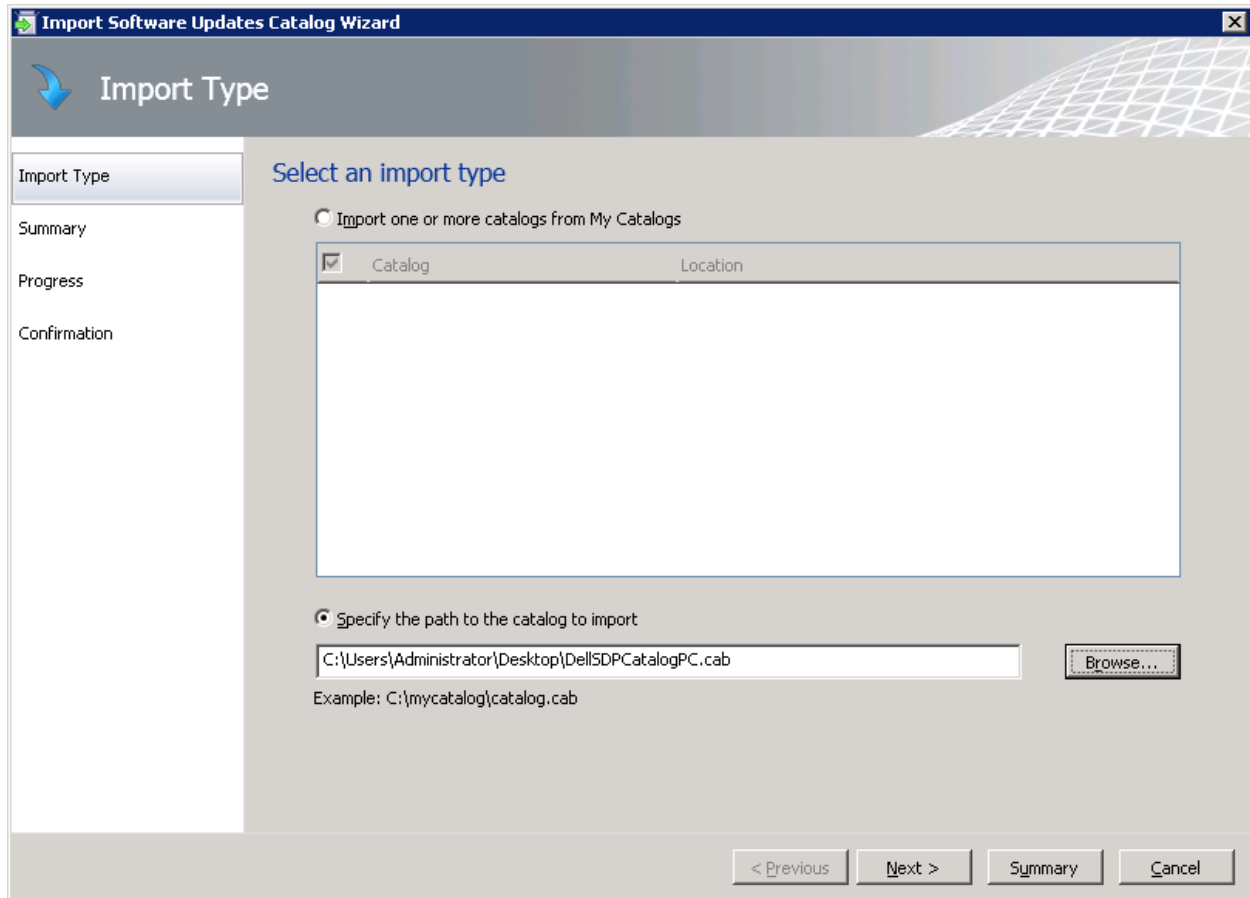 Import Software Updates Catalog Wizard
Import Type
Import Type
Summary
Progress
Confirmation
Select an import type
Import one or more catalogs from My Catalogs
Catalog Location
Specify the path to the catalog to import
C:\Users\Administrator\Desktop\DellSDPCatalogPC.cab
Browse...
Example: C:\mycatalog\catalog.cab
< Previous Next > Summary Cancel